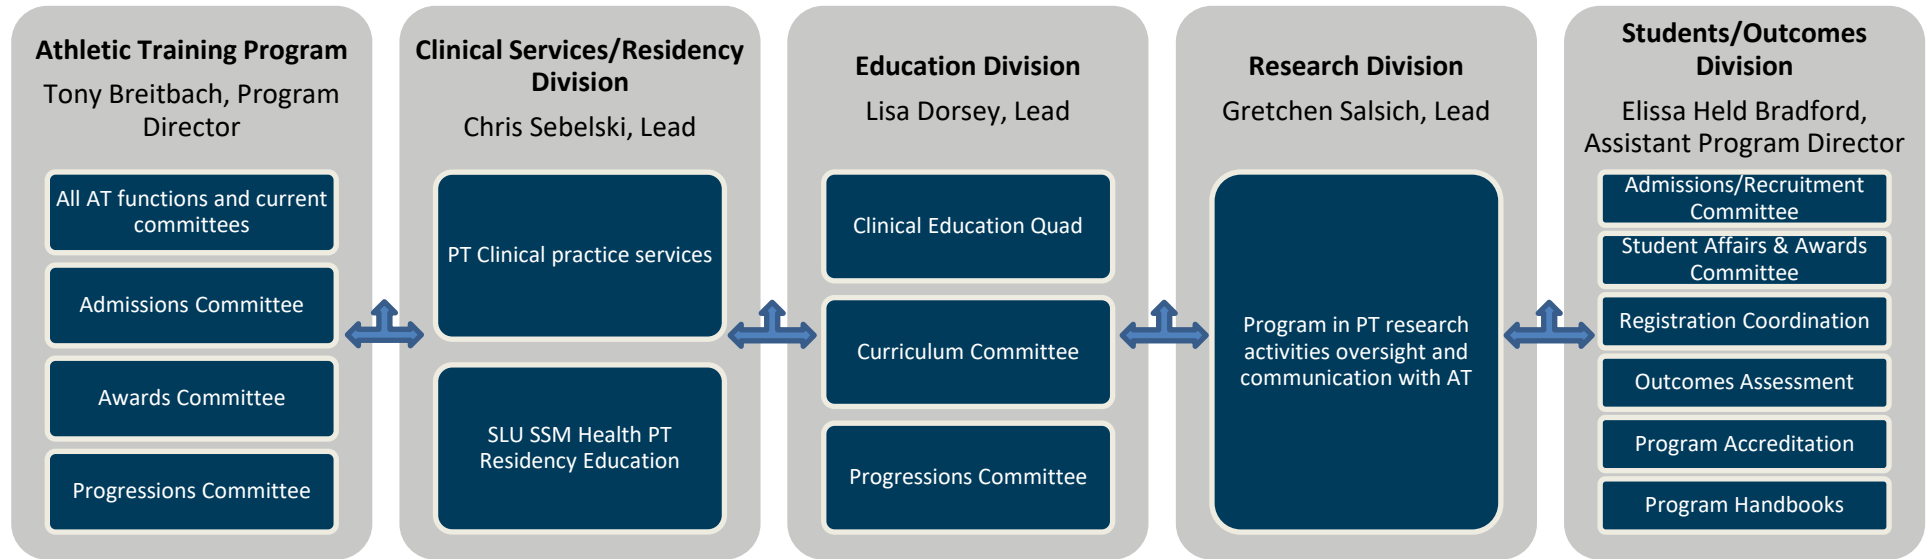 Athletic Training Program
Tony Breitbach, Program
Director
All AT functions and current
committees
Admissions Committee
Awards Committee
Progressions Committee
Clinical Services/Residency
Division
Chris Sebelski, Lead
PT Clinical practice services
SLU SSM Health PT
Residency Education
Education Division
Lisa Dorsey, Lead
Clinical Education Quad
Curriculum Committee
Progressions Committee
Research Division
Gretchen Salsich, Lead
Program in PT research
activities oversight and
communication with AT
Students/Outcomes
Division
Elissa Held Bradford,
Assistant Program Director
Admissions/Recruitment
Committee
Student Affairs & Awards
Committee
Registration Coordination
Outcomes Assessment
Program Accreditation
Program Handbooks